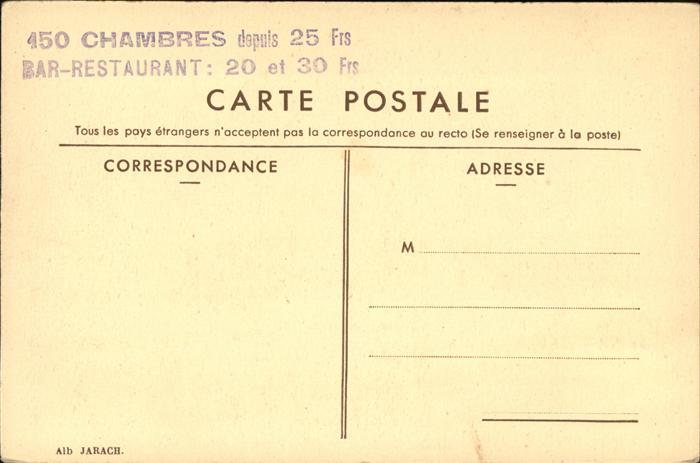 150 CHAMBRES depuis 25 Frs
BAR-RESTAURANT: 20 et 30 Frs
CARTE POSTALE
Tous les pays étrangers n'acceptent pas la correspondance au recto (Se renseigner à la poste)
CORRESPONDANCE
ADRESSE
M
Alb JARACH.